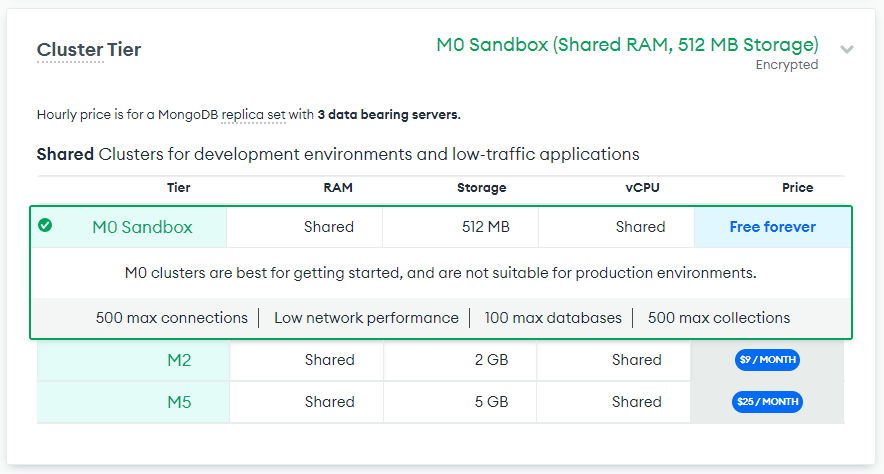 Cluster Tier
M0 Sandbox (Shared RAM, 512 MB Storage)
Encrypted
Hourly price is for a MongoDB replica set with 3 data bearing servers.
Shared Clusters for development environments and low-traffic applications
Tier RAM Storage vCPU Price
M0 Sandbox Shared 512 MB Shared Free forever
M0 clusters are best for getting started, and are not suitable for production environments.
500 max connections Low network performance 100 max databases 500 max collections
M2 Shared 2 GB Shared $9 / MONTH
M5 Shared 5 GB Shared $25 / MONTH